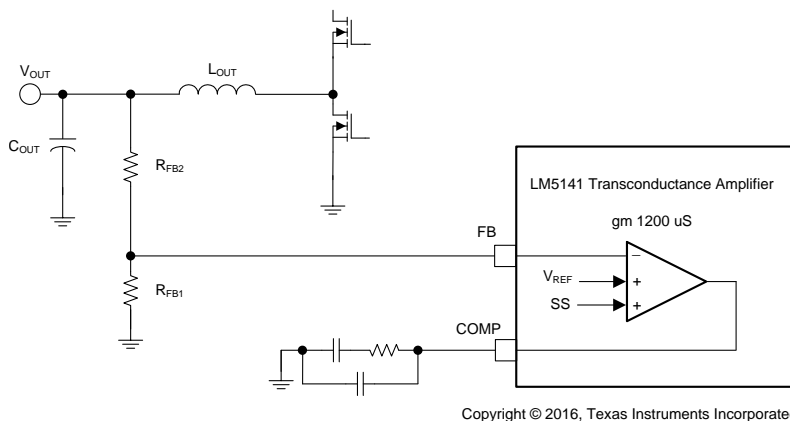 VOUT
LOUT
COUT
RFB2
LM5141 Transconductance Amplifier
gm 1200 uS
FB
−
VREF
+
SS
+
RFB1
COMP
Copyright © 2016, Texas Instruments Incorporate